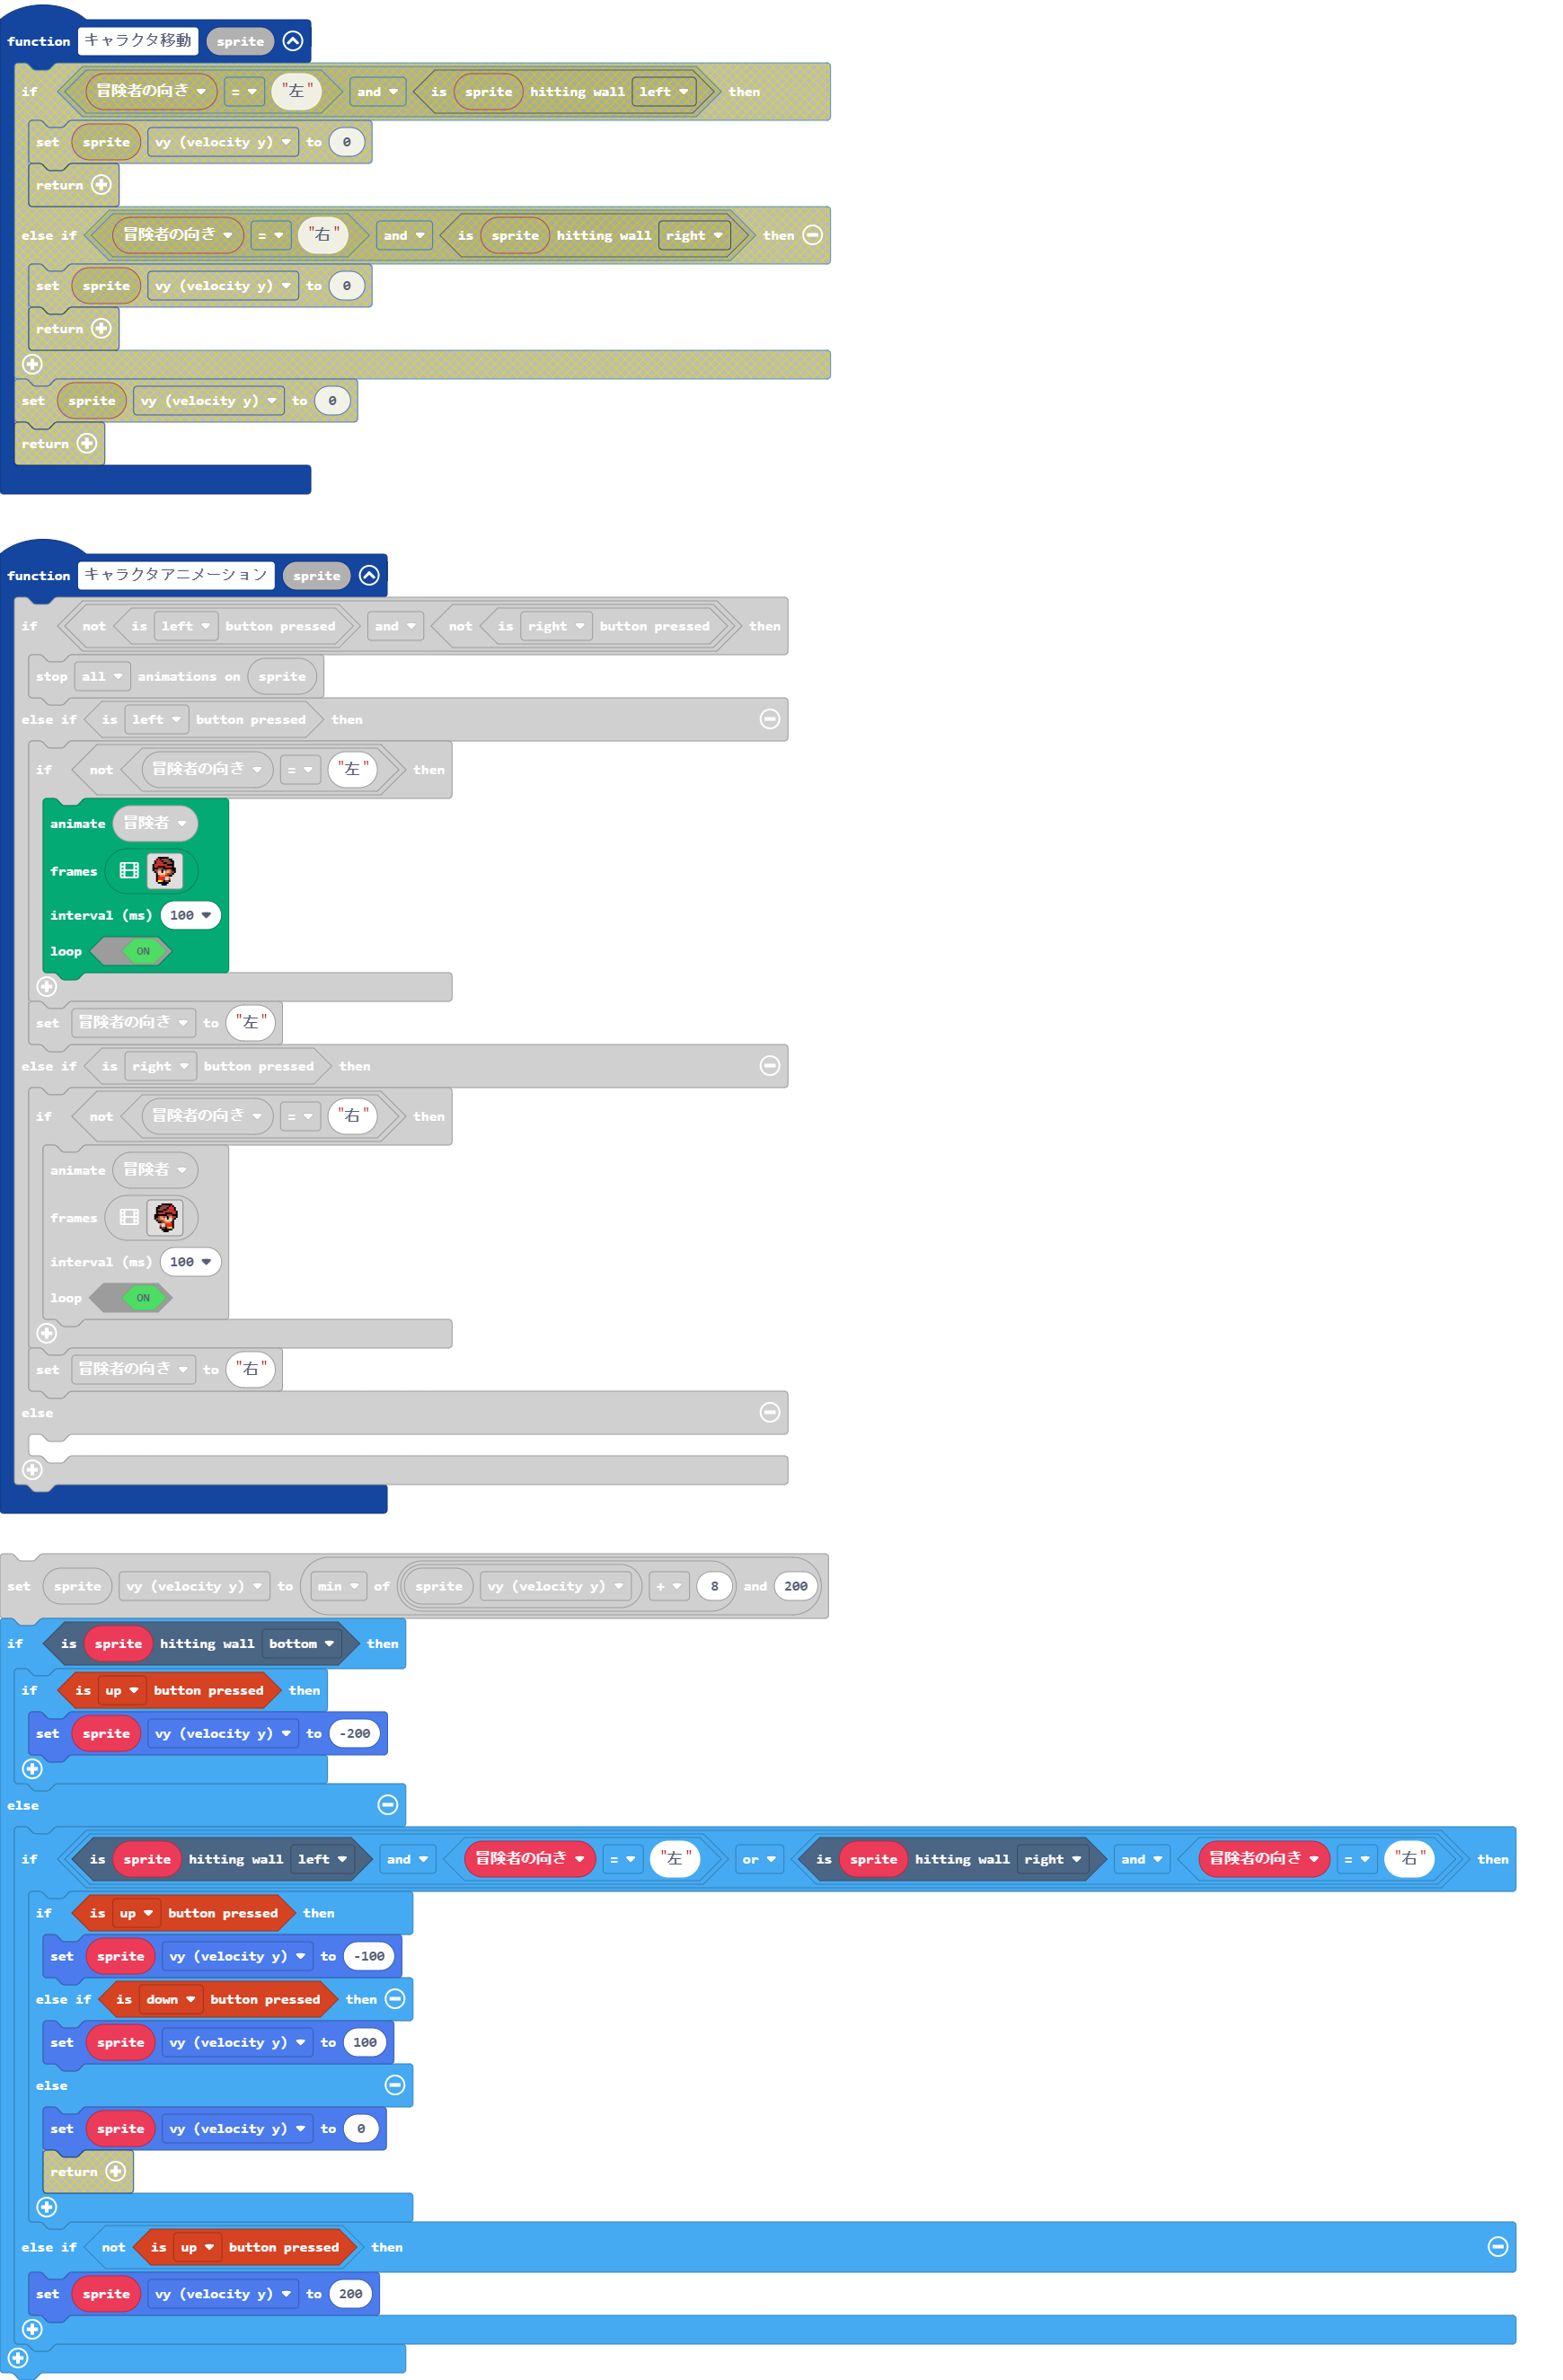 function キャラクタ移動 sprite
if 冒険者の向き = "左" and is sprite hitting wall left then
set sprite vy (velocity y) to 0
return
else if 冒険者の向き = "右" and is sprite hitting wall right then
set sprite vy (velocity y) to 0
return
set sprite vy (velocity y) to 0
return
function キャラクタアニメーション sprite
if not is left button pressed and not is right button pressed then
stop all animations on sprite
else if is left button pressed then
if not 冒険者の向き = "左" then
animate 冒険者
frames
interval (ms) 100
loop ON
set 冒険者の向き to "左"
else if is right button pressed then
if not 冒険者の向き = "右" then
animate 冒険者
frames
interval (ms) 100
loop ON
set 冒険者の向き to "右"
else
set sprite vy (velocity y) to min of sprite vy (velocity y) + 8 and 200
if is sprite hitting wall bottom then
if is up button pressed then
set sprite vy (velocity y) to -200
else
if is sprite hitting wall left and 冒険者の向き = "左" or is sprite hitting wall right and 冒険者の向き = "右" then
if is up button pressed then
set sprite vy (velocity y) to -100
else if is down button pressed then
set sprite vy (velocity y) to 100
else
set sprite vy (velocity y) to 0
return
else if not is up button pressed then
set sprite vy (velocity y) to 200